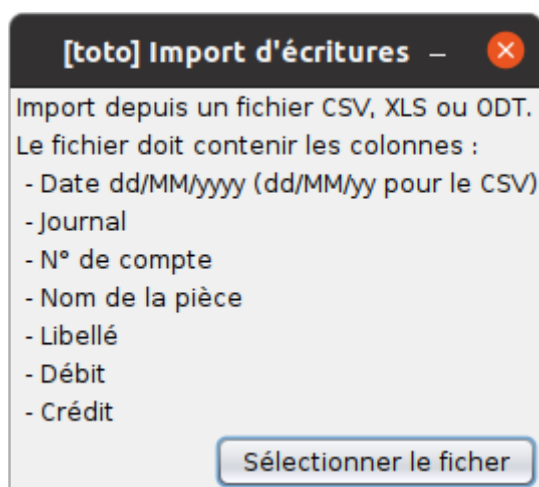 [toto] Import d'écritures
Import depuis un fichier CSV, XLS ou ODT.
Le fichier doit contenir les colonnes :
- Date dd/MM/yyyy (dd/MM/yy pour le CSV)
- Journal
- N° de compte
- Nom de la pièce
- Libellé
- Débit
- Crédit
Sélectionner le ficher